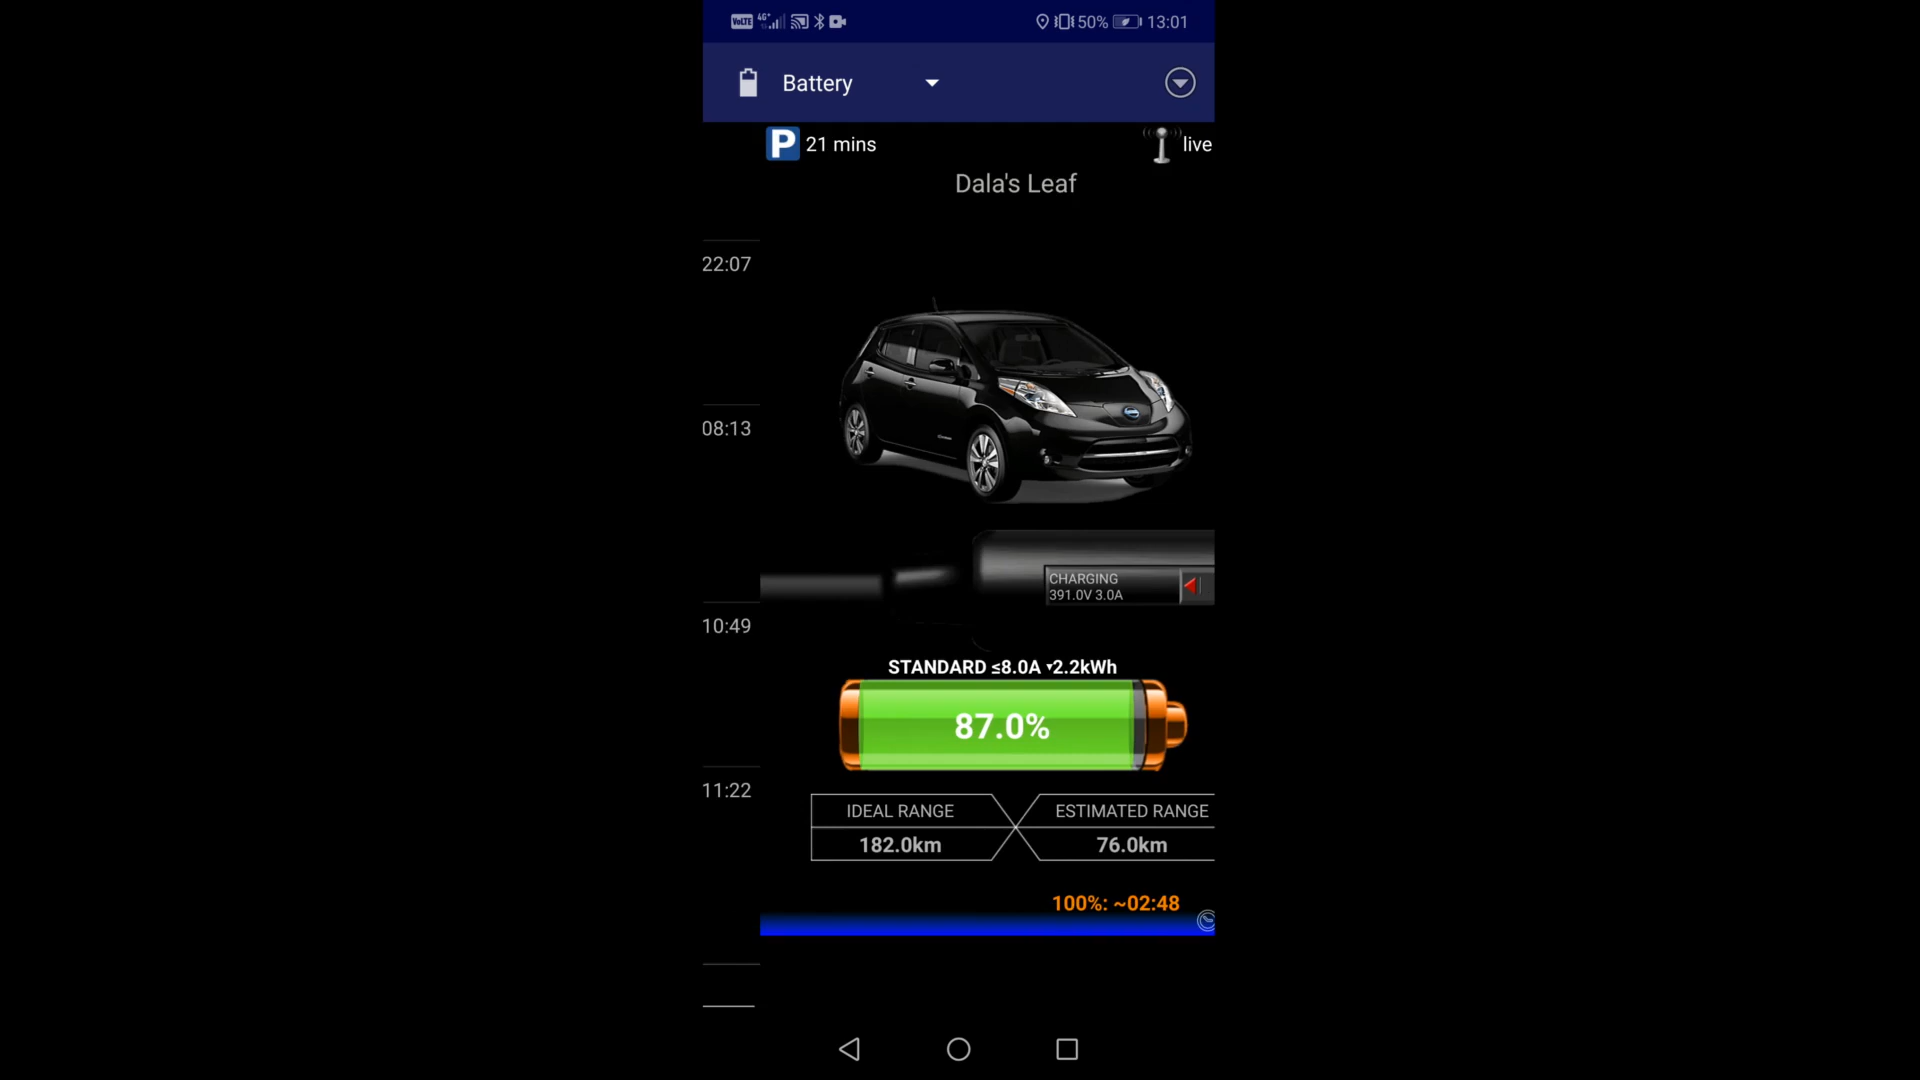 VoLTE 4G+ 50% 13:01
Battery
P 21 mins live
Dala's Leaf
22:07
08:13
CHARGING
391.0V 3.0A
10:49
STANDARD ≤8.0A ▾2.2kWh
87.0%
11:22
IDEAL RANGE ESTIMATED RANGE
182.0km 76.0km
100%: ~02:48